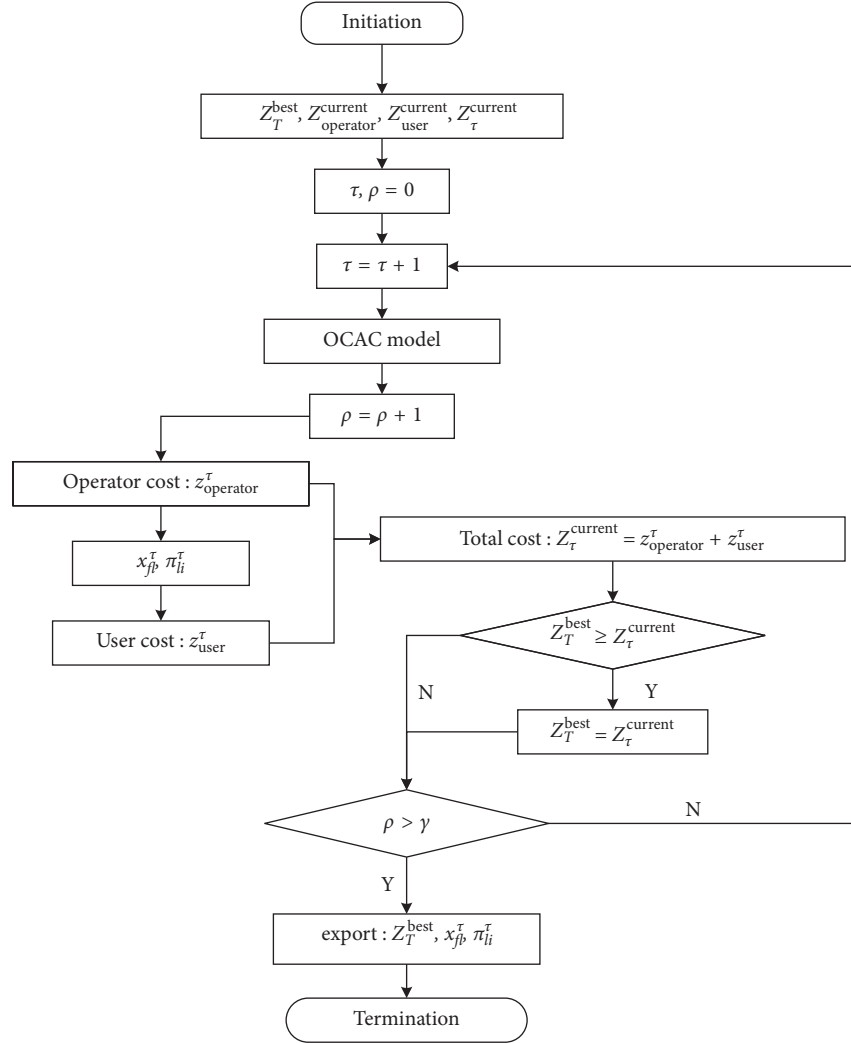 Initiation
Z_T^best, Z_operator^current, Z_user^current, Z_τ^current
τ, ρ = 0
τ = τ + 1
OCAC model
ρ = ρ + 1
Operator cost : z_operator^τ
x_fl^τ, π_li^τ
User cost : z_user^τ
Total cost : Z_τ^current = z_operator^τ + z_user^τ
Z_T^best ≥ Z_τ^current
N
Y
Z_T^best = Z_τ^current
ρ > γ
N
Y
export : Z_T^best, x_fl^τ, π_li^τ
Termination